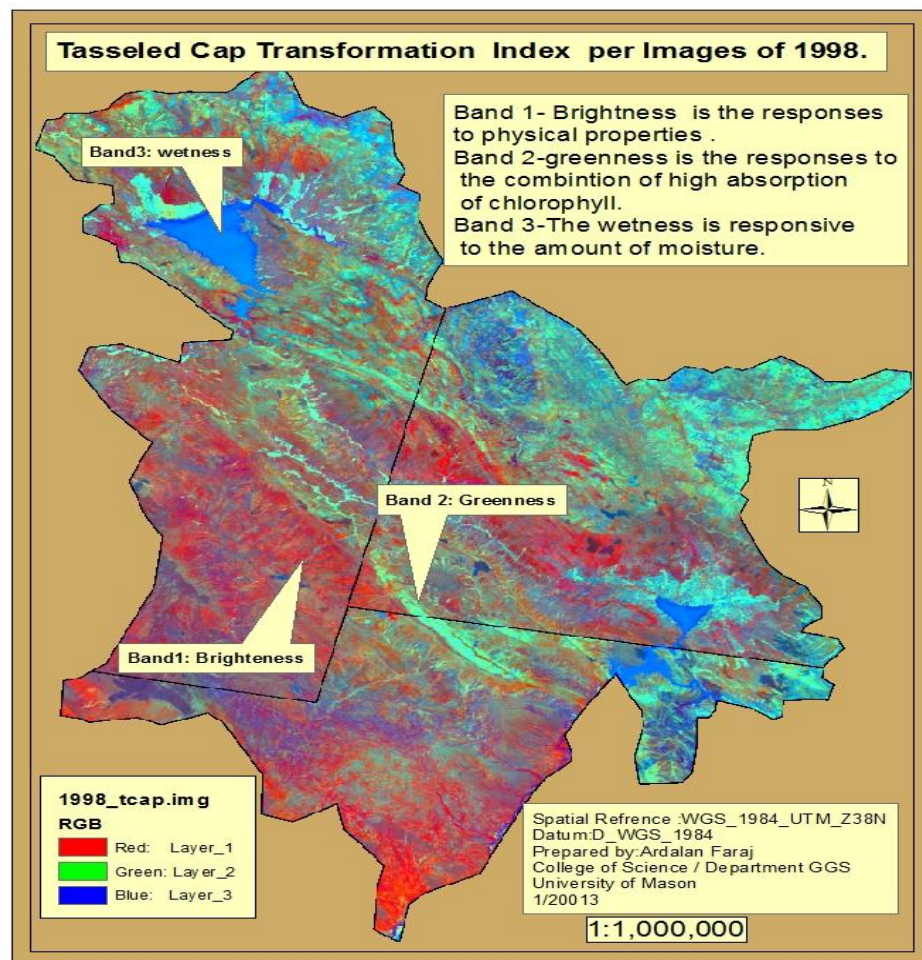 Tasseled Cap Transformation Index per Images of 1998.
Band 1- Brightness is the responses
to physical properties .
Band 2-greenness is the responses to
the combintion of high absorption
of chlorophyll.
Band 3-The wetness is responsive
to the amount of moisture.
Band3: wetness
N
Band 2: Greenness
Band1: Brighteness
1998_tcap.img
RGB
Red: Layer_1
Green: Layer_2
Blue: Layer_3
Spatial Refrence :WGS_1984_UTM_Z38N
Datum:D_WGS_1984
Prepared by:Ardalan Faraj
College of Science / Department GGS
University of Mason
1/20013
1:1,000,000